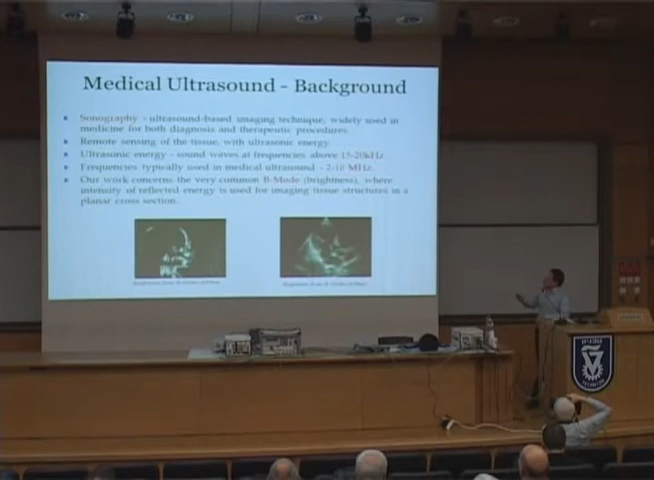 Medical Ultrasound - Background
Sonography - ultrasound-based imaging technique, widely used in
medicine for both diagnosis and therapeutic procedures.
Remote sensing of the tissue, with ultrasonic energy.
Ultrasonic energy - sound waves at frequencies above 15-20kHz
Frequencies typically used in medical ultrasound - MHz.
Our work concerns the very common B-Mode (brightness), where
intensity of reflected energy is used for imaging tissue structures in a
planar cross section.
TECHNION